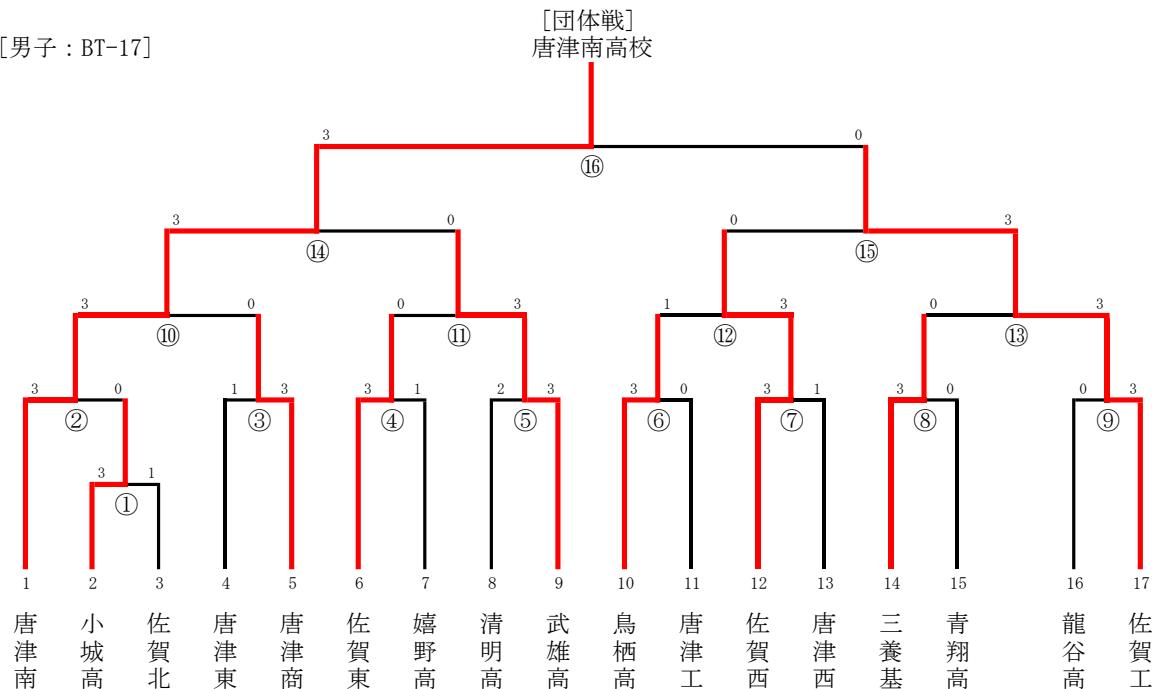 [団体戦]
[男子：BT-17]
唐津南高校
3 0
⑯
3 0 0 3
⑭ ⑮
3 0 0 3 1 3 0 3
⑩ ⑪ ⑫ ⑬
3 0 1 3 3 1 2 3 3 0 3 1 3 0 0 3
② ③ ④ ⑤ ⑥ ⑦ ⑧ ⑨
3 1
①
1 2 3 4 5 6 7 8 9 10 11 12 13 14 15 16 17
唐津南
小城高
佐賀北
唐津東
唐津商
佐賀東
嬉野高
清明高
武雄高
鳥栖高
唐津工
佐賀西
唐津西
三養基
青翔高
龍谷高
佐賀工